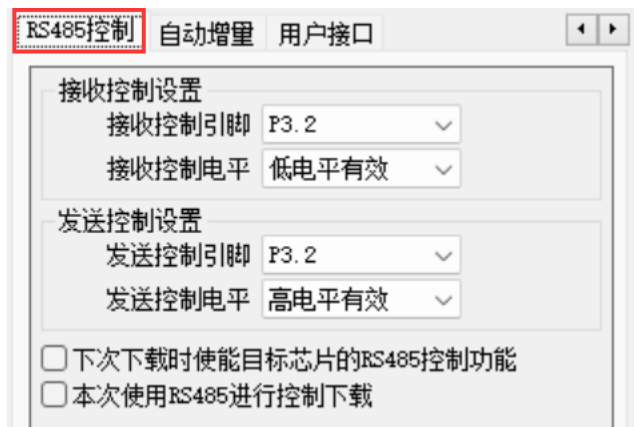 RS485控制 自动增量 用户接口
接收控制设置
接收控制引脚 P3.2
接收控制电平 低电平有效
发送控制设置
发送控制引脚 P3.2
发送控制电平 高电平有效
下次下载时使能目标芯片的RS485控制功能
本次使用RS485进行控制下载